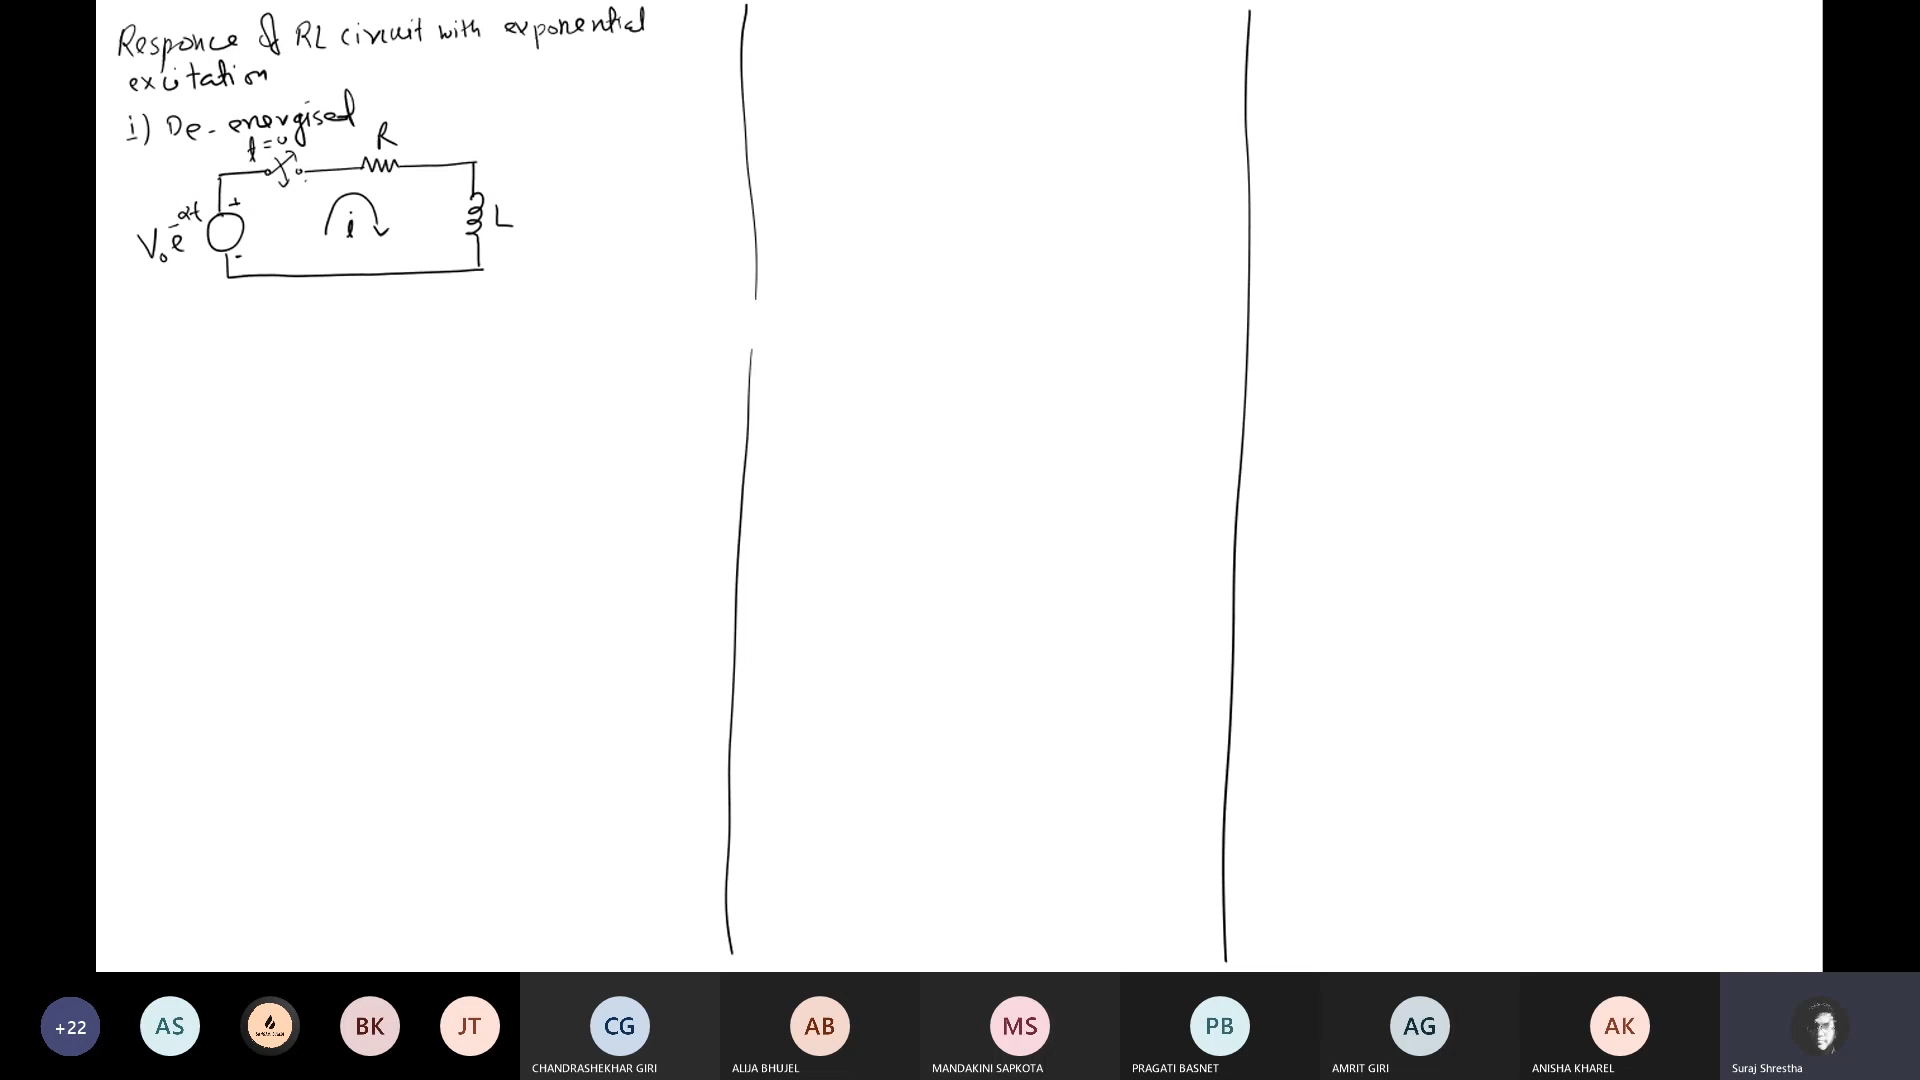 Responce of RL circuit with exponential
excitation
i) De-energised
t=0
R
+
V₀e^-αt
i
L
-
+22
AS
BK
JT
CG
AB
MS
PB
AG
AK
CHANDRASHEKHAR GIRI
ALIJA BHUJEL
MANDAKINI SAPKOTA
PRAGATI BASNET
AMRIT GIRI
ANISHA KHAREL
Suraj Shrestha